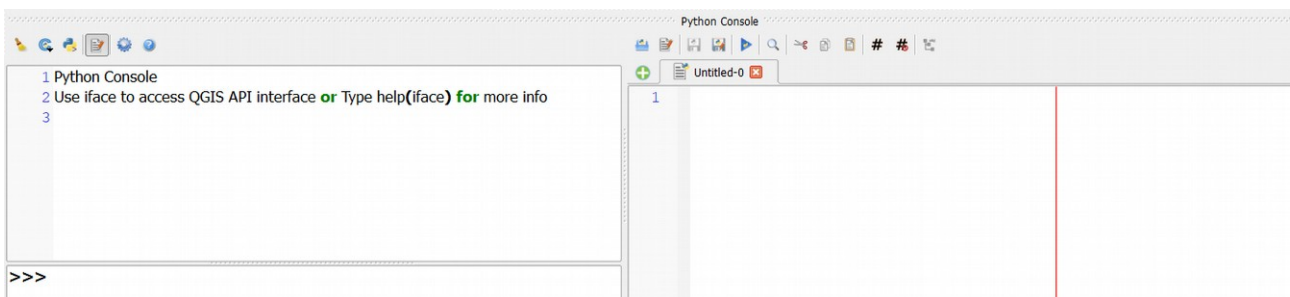 Python Console
1 Python Console
2 Use iface to access QGIS API interface or Type help(iface) for more info
3
>>>
# #
Untitled-0
1